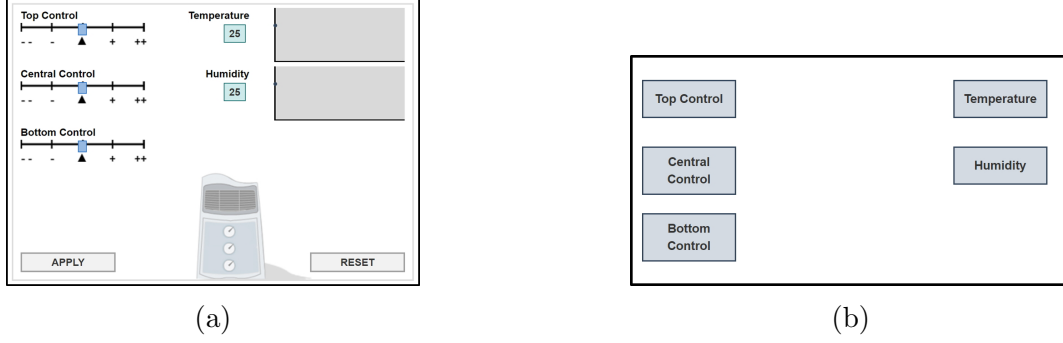 Top Control
-- - ▲ + ++
Temperature
25
Central Control
-- - ▲ + ++
Humidity
25
Bottom Control
-- - ▲ + ++
APPLY
RESET
(a)
Top Control
Temperature
Central
Control
Humidity
Bottom
Control
(b)